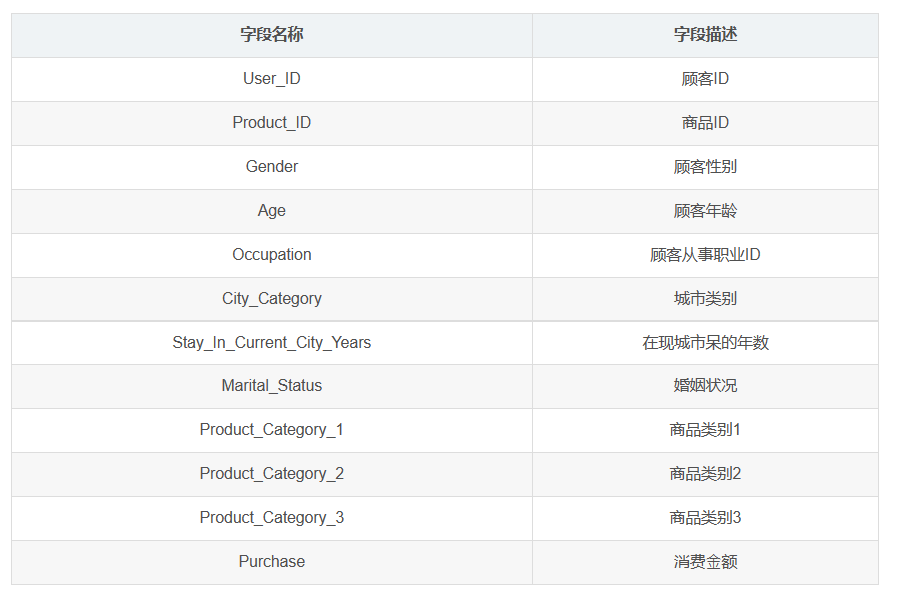 字段名称 字段描述
User_ID 顾客ID
Product_ID 商品ID
Gender 顾客性别
Age 顾客年龄
Occupation 顾客从事职业ID
City_Category 城市类别
Stay_In_Current_City_Years 在现城市呆的年数
Marital_Status 婚姻状况
Product_Category_1 商品类别1
Product_Category_2 商品类别2
Product_Category_3 商品类别3
Purchase 消费金额